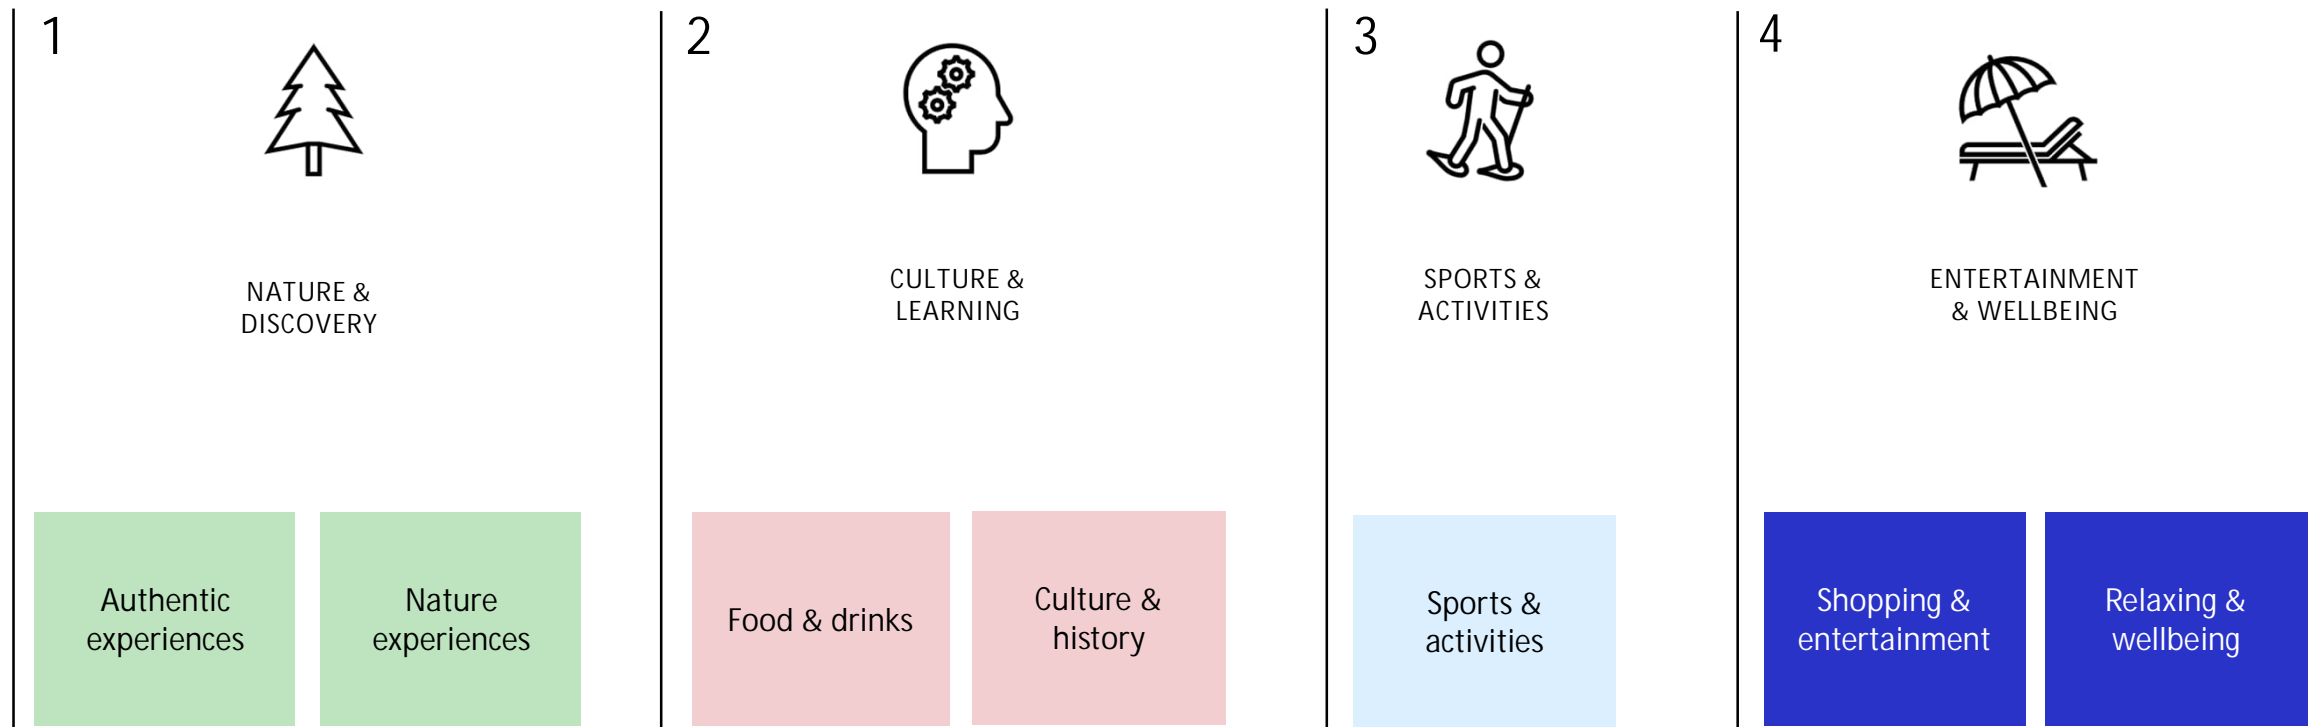 1
NATURE &
DISCOVERY
Authentic
experiences
Nature
experiences
2
CULTURE &
LEARNING
Food & drinks
Culture &
history
3
SPORTS &
ACTIVITIES
Sports &
activities
4
ENTERTAINMENT
& WELLBEING
Shopping &
entertainment
Relaxing &
wellbeing